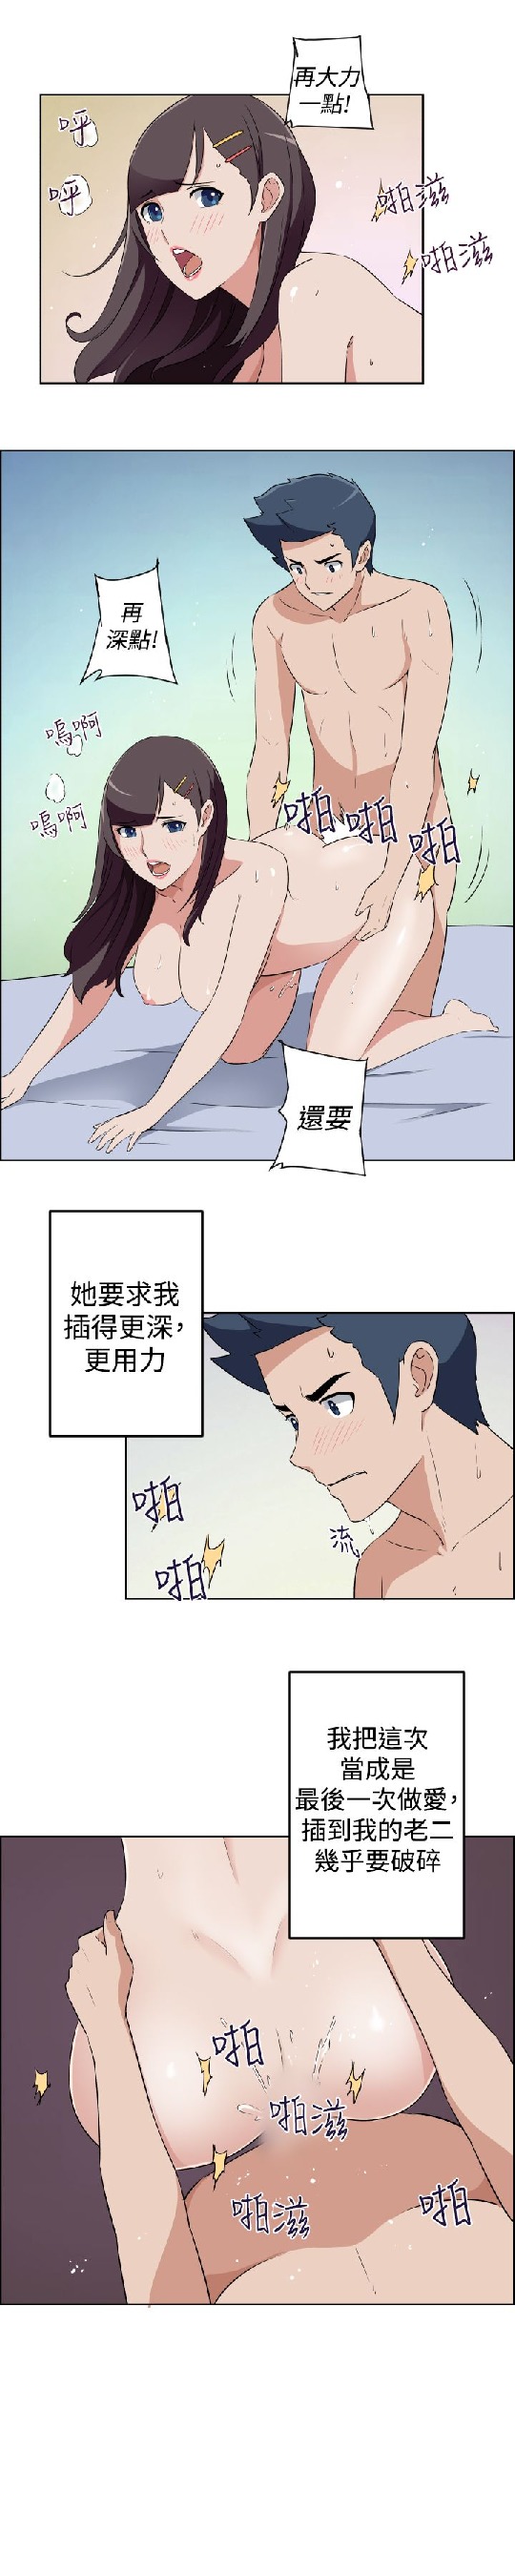 再大力
一點!
呼
呼
啪滋
啪滋
再
深點!
嗚啊
嗚啊
啪
啪
啪
還要
她要求我
插得更深,
更用力
啪
啪
流
我把這次
當成是
最後一次做愛,
插到我的老二
幾乎要破碎
啪
啪滋
啪滋
啪